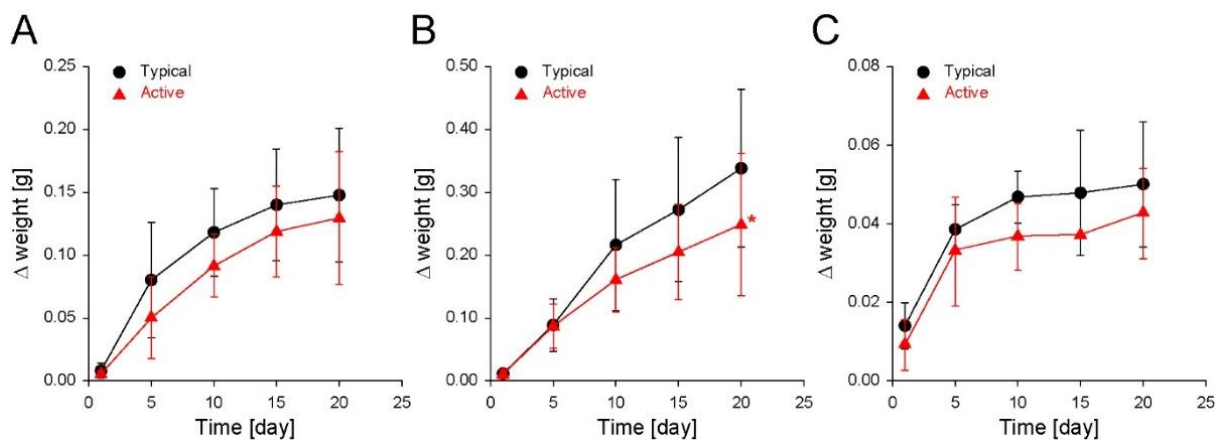 A
Typical
Active
0.25
0.20
0.15
0.10
0.05
0.00
Δ weight [g]
0 5 10 15 20 25
Time [day]
B
Typical
Active
0.50
0.40
0.30
0.20
0.10
0.00
Δ weight [g]
*
0 5 10 15 20 25
Time [day]
C
Typical
Active
0.08
0.06
0.04
0.02
0.00
Δ weight [g]
0 5 10 15 20 25
Time [day]